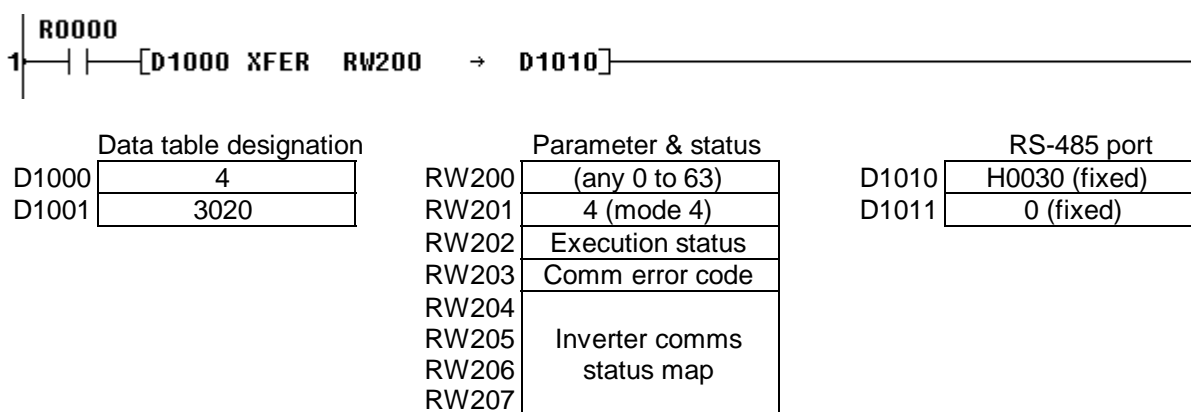 R0000
1 [D1000 XFER RW200 → D1010]
Data table designation Parameter & status RS-485 port
D1000 4 RW200 (any 0 to 63) D1010 H0030 (fixed)
D1001 3020 RW201 4 (mode 4) D1011 0 (fixed)
RW202 Execution status
RW203 Comm error code
RW204
RW205 Inverter comms
RW206 status map
RW207